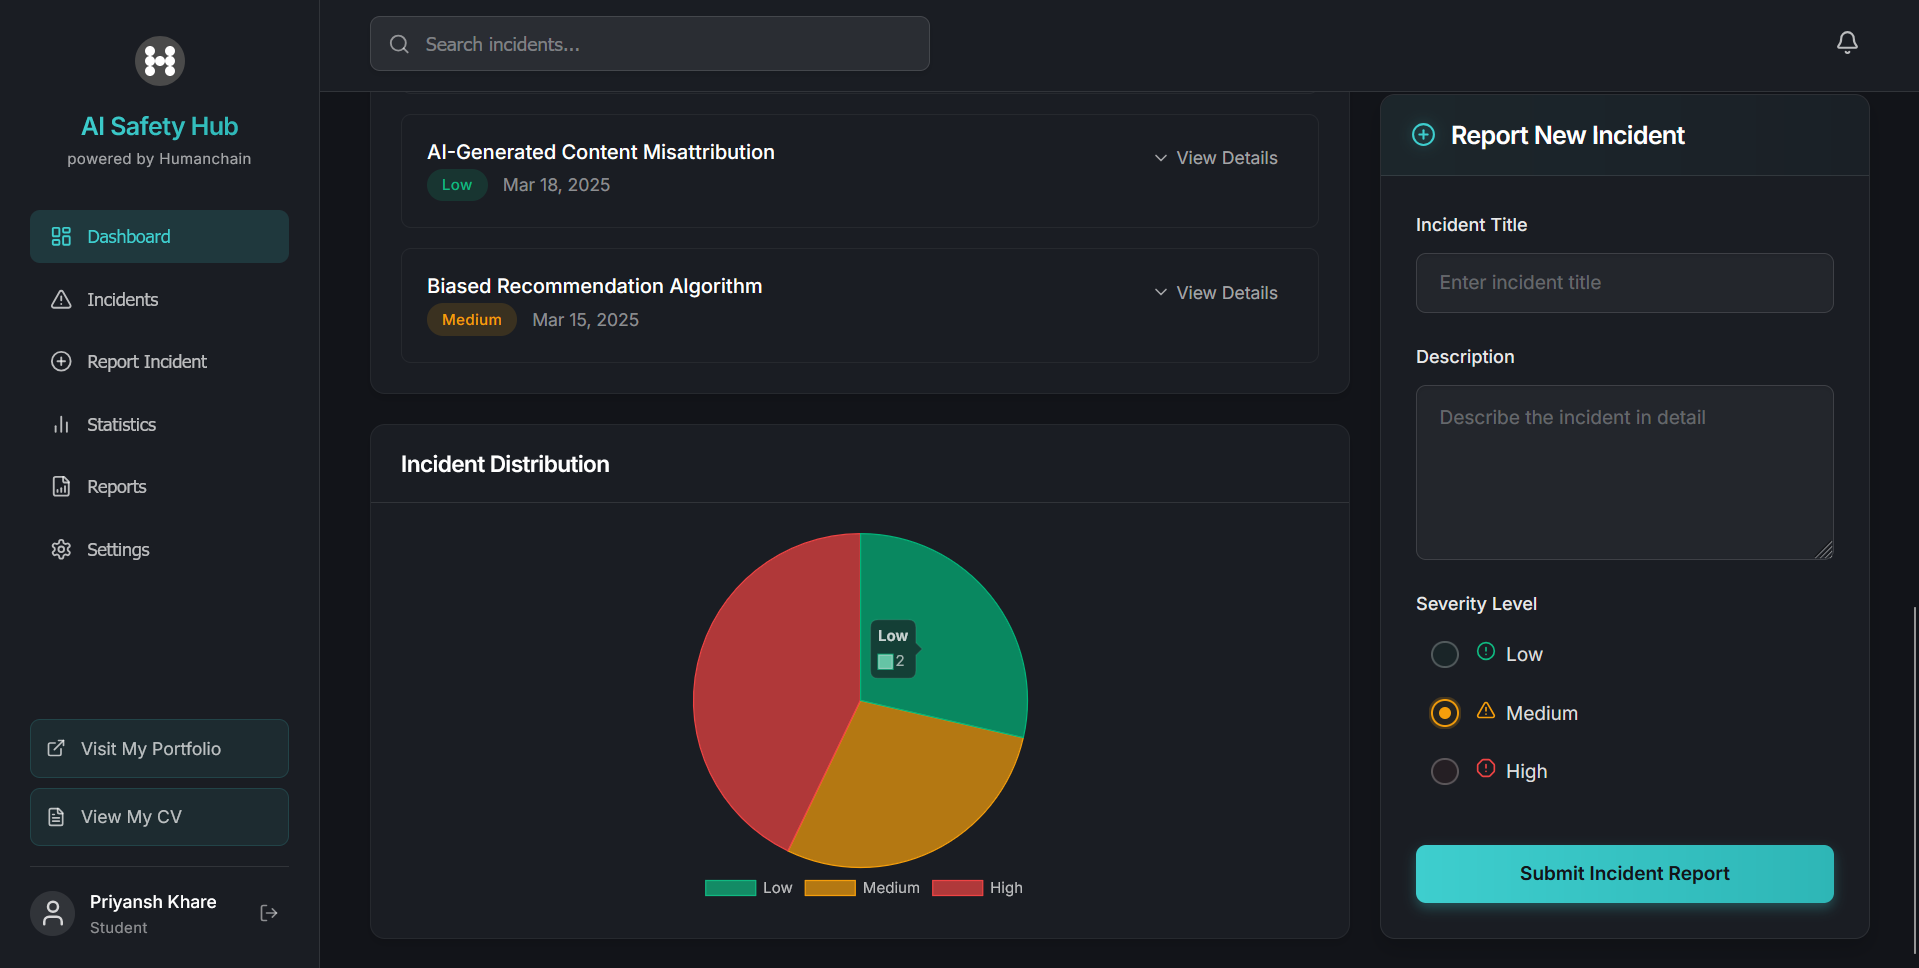 AI Safety Hub
powered by Humanchain
Dashboard
Incidents
Report Incident
Statistics
Reports
Settings
Visit My Portfolio
View My CV
Priyansh Khare
Student
Search incidents...
AI-Generated Content Misattribution
View Details
Low
Mar 18, 2025
Biased Recommendation Algorithm
View Details
Medium
Mar 15, 2025
Incident Distribution
Low
2
Low
Medium
High
Report New Incident
Incident Title
Enter incident title
Description
Describe the incident in detail
Severity Level
Low
Medium
High
Submit Incident Report